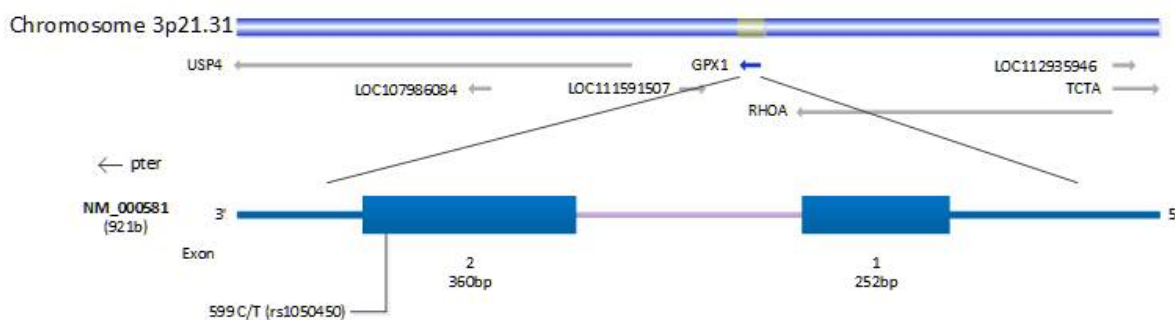 Chromosome 3p21.31
USP4
GPX1
LOC112935946
LOC107986084
LOC111591507
TCTA
RHOA
← pter
NM_000581
(921b)
3'
5'
Exon
2
360bp
1
252bp
599 C/T (rs1050450)